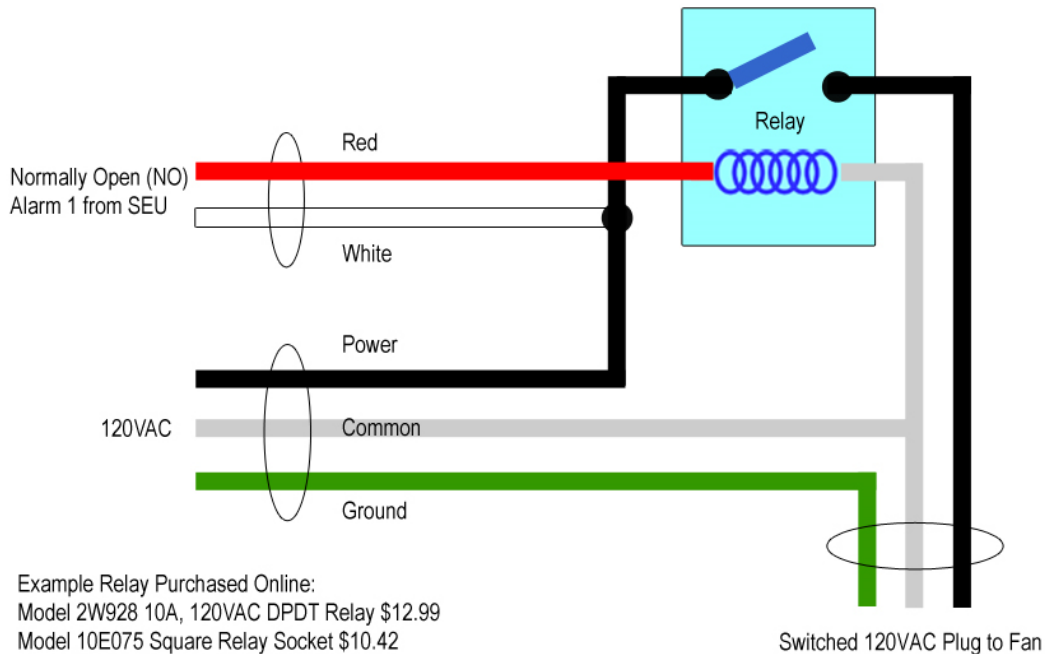 Red
Relay
Normally Open (NO)
Alarm 1 from SEU
White
Power
120VAC
Common
Ground
Example Relay Purchased Online:
Model 2W928 10A, 120VAC DPDT Relay $12.99
Model 10E075 Square Relay Socket $10.42
Switched 120VAC Plug to Fan